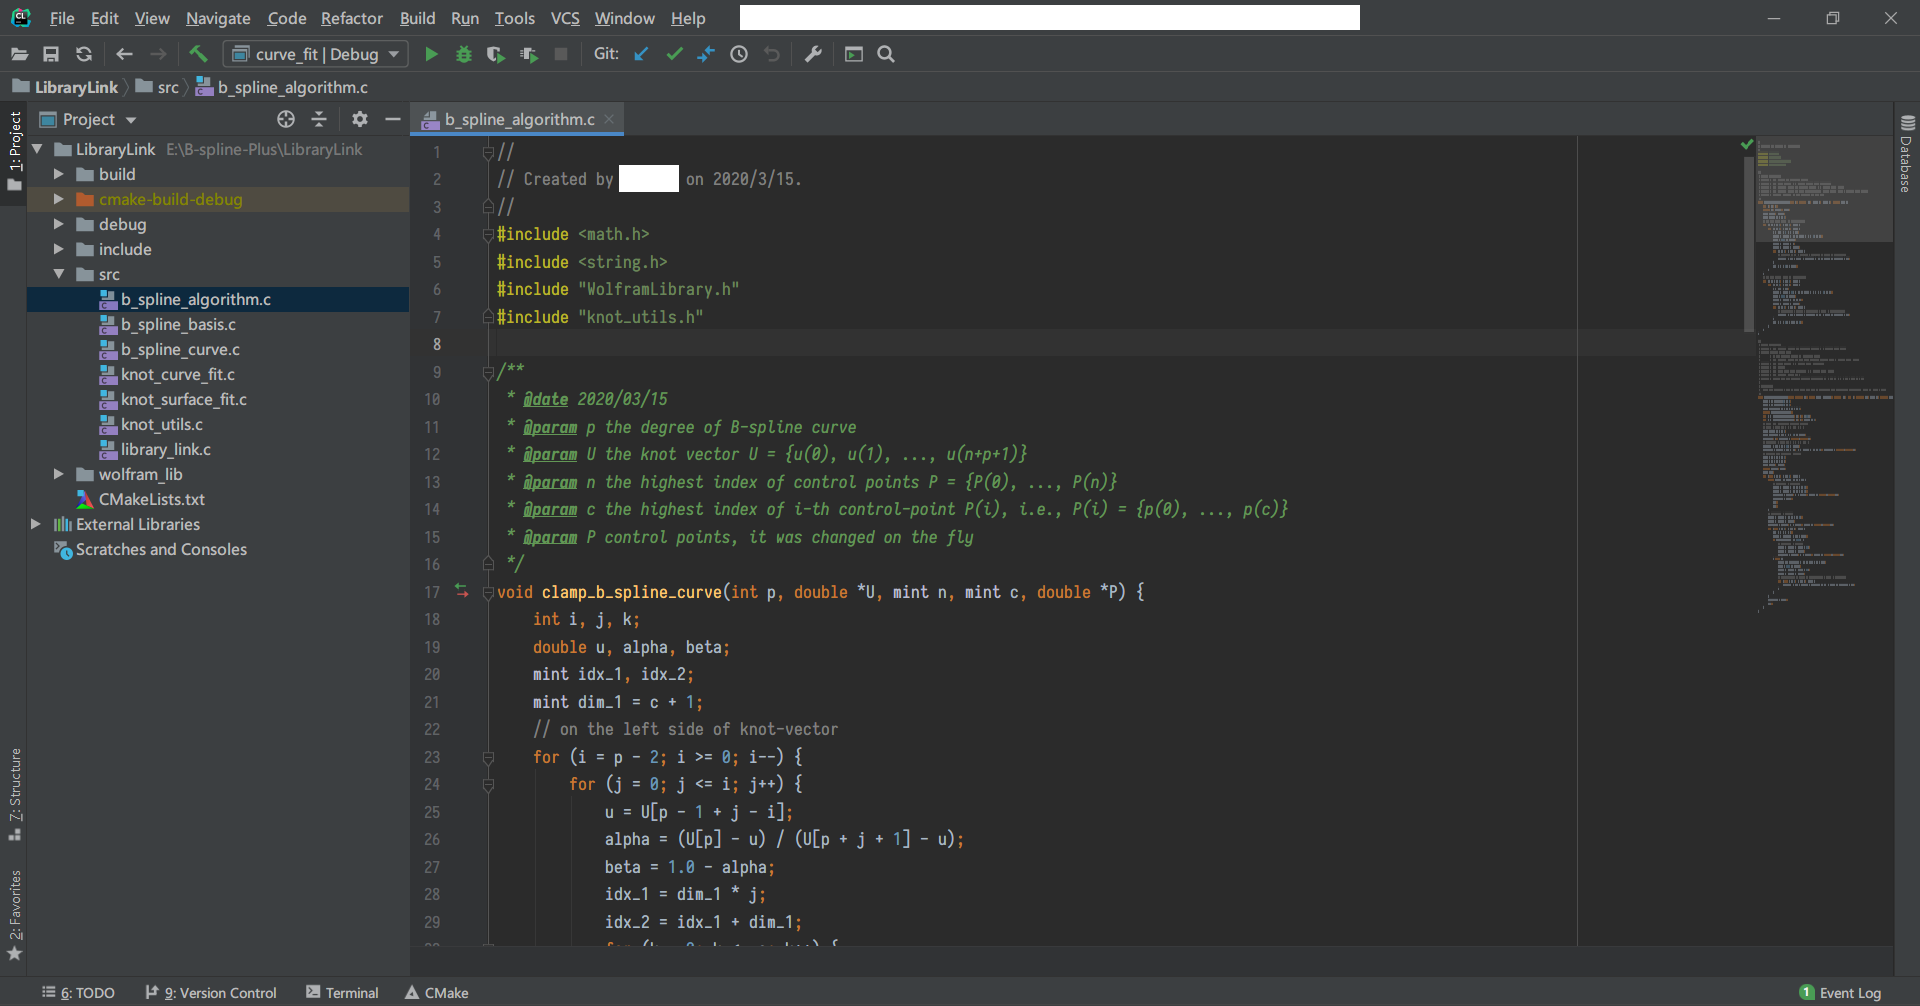 File Edit View Navigate Code Refactor Build Run Tools VCS Window Help
curve_fit | Debug Git:
LibraryLink src b_spline_algorithm.c
1: Project
Project
LibraryLink E:\B-spline-Plus\LibraryLink
build
cmake-build-debug
debug
include
src
b_spline_algorithm.c
b_spline_basis.c
b_spline_curve.c
knot_curve_fit.c
knot_surface_fit.c
knot_utils.c
library_link.c
wolfram_lib
CMakeLists.txt
External Libraries
Scratches and Consoles
7: Structure
2: Favorites
b_spline_algorithm.c
1 //
2 // Created by on 2020/3/15.
3 //
4 #include <math.h>
5 #include <string.h>
6 #include "WolframLibrary.h"
7 #include "knot_utils.h"
8
9 /**
10 * @date 2020/03/15
11 * @param p the degree of B-spline curve
12 * @param U the knot vector U = {u(0), u(1), ..., u(n+p+1)}
13 * @param n the highest index of control points P = {P(0), ..., P(n)}
14 * @param c the highest index of i-th control-point P(i), i.e., P(i) = {p(0), ..., p(c)}
15 * @param P control points, it was changed on the fly
16 */
17 void clamp_b_spline_curve(int p, double *U, mint n, mint c, double *P) {
18 int i, j, k;
19 double u, alpha, beta;
20 mint idx_1, idx_2;
21 mint dim_1 = c + 1;
22 // on the left side of knot-vector
23 for (i = p - 2; i >= 0; i--) {
24 for (j = 0; j <= i; j++) {
25 u = U[p - 1 + j - i];
26 alpha = (U[p] - u) / (U[p + j + 1] - u);
27 beta = 1.0 - alpha;
28 idx_1 = dim_1 * j;
29 idx_2 = idx_1 + dim_1;
Database
6: TODO 9: Version Control Terminal CMake
1 Event Log